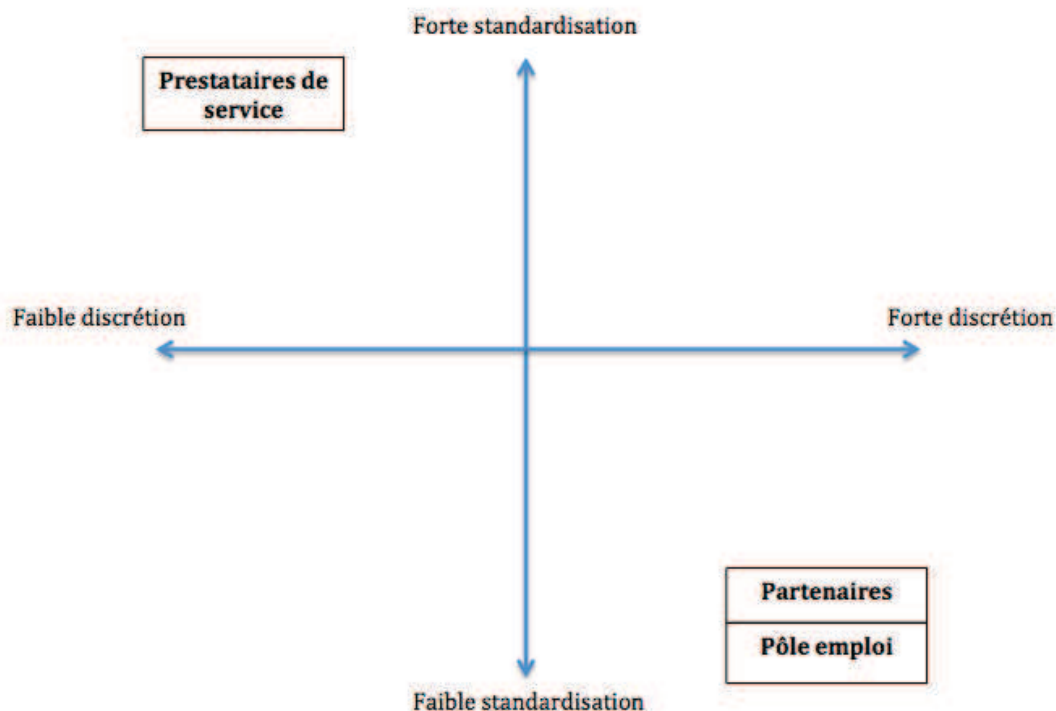 Forte standardisation
Prestataires de
service
Faible discrétion
Forte discrétion
Partenaires
Pôle emploi
Faible standardisation